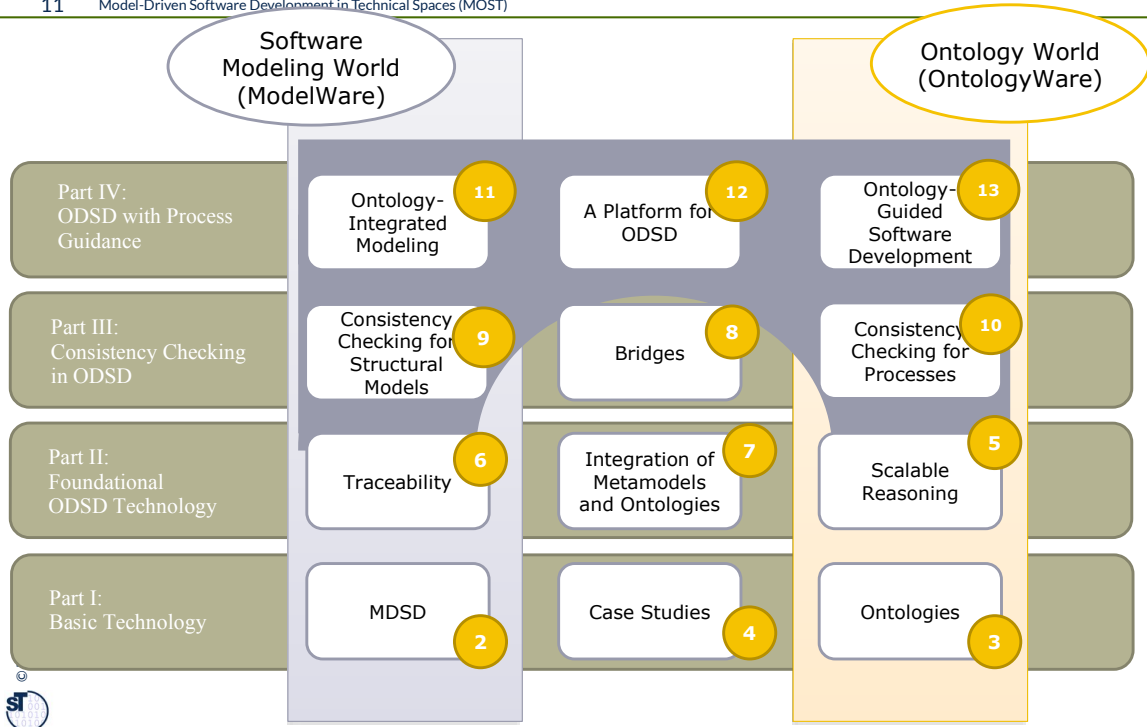 11 Model-Driven Software Development in Technical Spaces (MOST)
Software
Modeling World
(ModelWare)
Ontology World
(OntologyWare)
Part IV:
ODSD with Process
Guidance
Ontology-
Integrated
Modeling
11
A Platform for
ODSD
12
Ontology-
Guided
Software
Development
13
Part III:
Consistency Checking
in ODSD
Consistency
Checking for
Structural
Models
9
Bridges
8
Consistency
Checking for
Processes
10
Part II:
Foundational
ODSD Technology
Traceability
6
Integration of
Metamodels
and Ontologies
7
Scalable
Reasoning
5
Part I:
Basic Technology
MDSD
2
Case Studies
4
Ontologies
3
©
ST